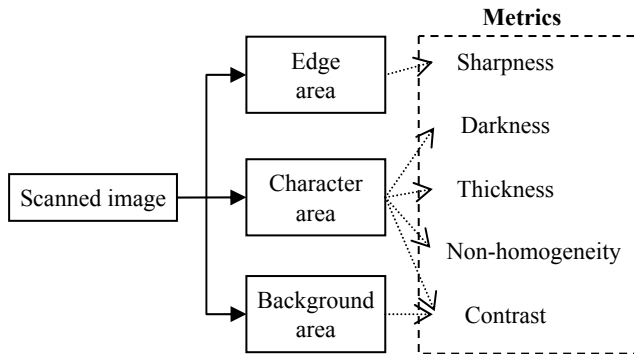 Metrics
Edge
area
Sharpness
Darkness
Scanned image
Character
area
Thickness
Non-homogeneity
Background
area
Contrast